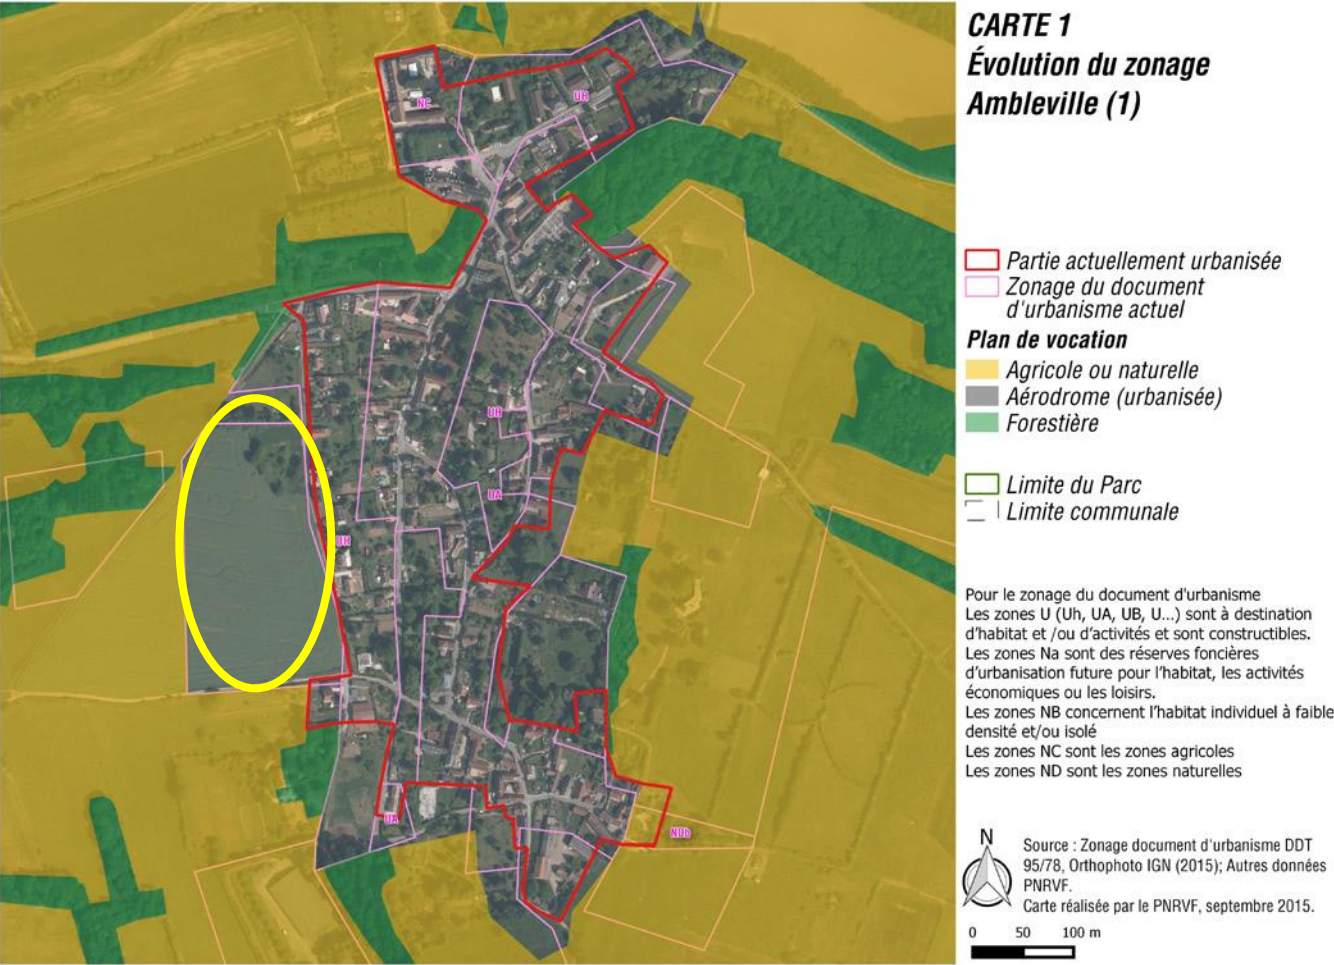 CARTE 1
Évolution du zonage
Ambleville (1)
NC
UH
UH
UA
UH
UA
NDb
Partie actuellement urbanisée
Zonage du document
d'urbanisme actuel
Plan de vocation
Agricole ou naturelle
Aérodrome (urbanisée)
Forestière
Limite du Parc
Limite communale
Pour le zonage du document d'urbanisme
Les zones U (Uh, UA, UB, U...) sont à destination
d'habitat et /ou d'activités et sont constructibles.
Les zones Na sont des réserves foncières
d'urbanisation future pour l'habitat, les activités
économiques ou les loisirs.
Les zones NB concernent l'habitat individuel à faible
densité et/ou isolé
Les zones NC sont les zones agricoles
Les zones ND sont les zones naturelles
N
Source : Zonage document d'urbanisme DDT
95/78, Orthophoto IGN (2015); Autres données
PNRVF.
Carte réalisée par le PNRVF, septembre 2015.
0 50 100 m